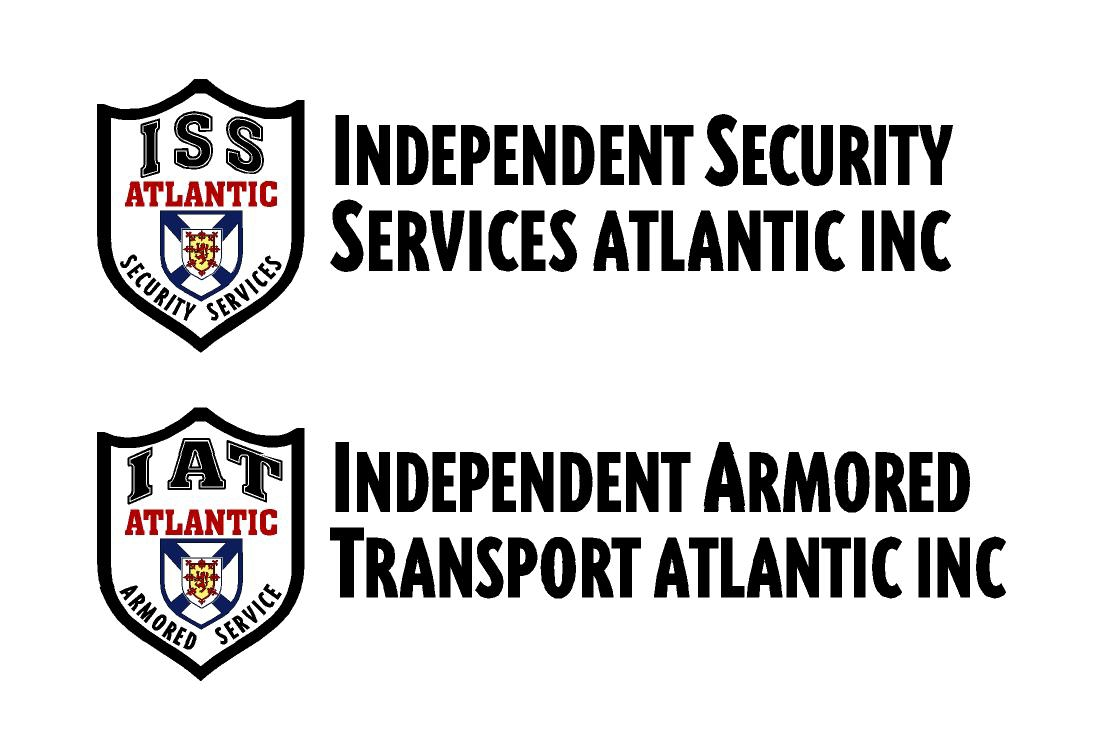 ISS
ATLANTIC
SECURITY SERVICES
INDEPENDENT SECURITY
SERVICES ATLANTIC INC
IAT
ATLANTIC
ARMORED SERVICE
INDEPENDENT ARMORED
TRANSPORT ATLANTIC INC